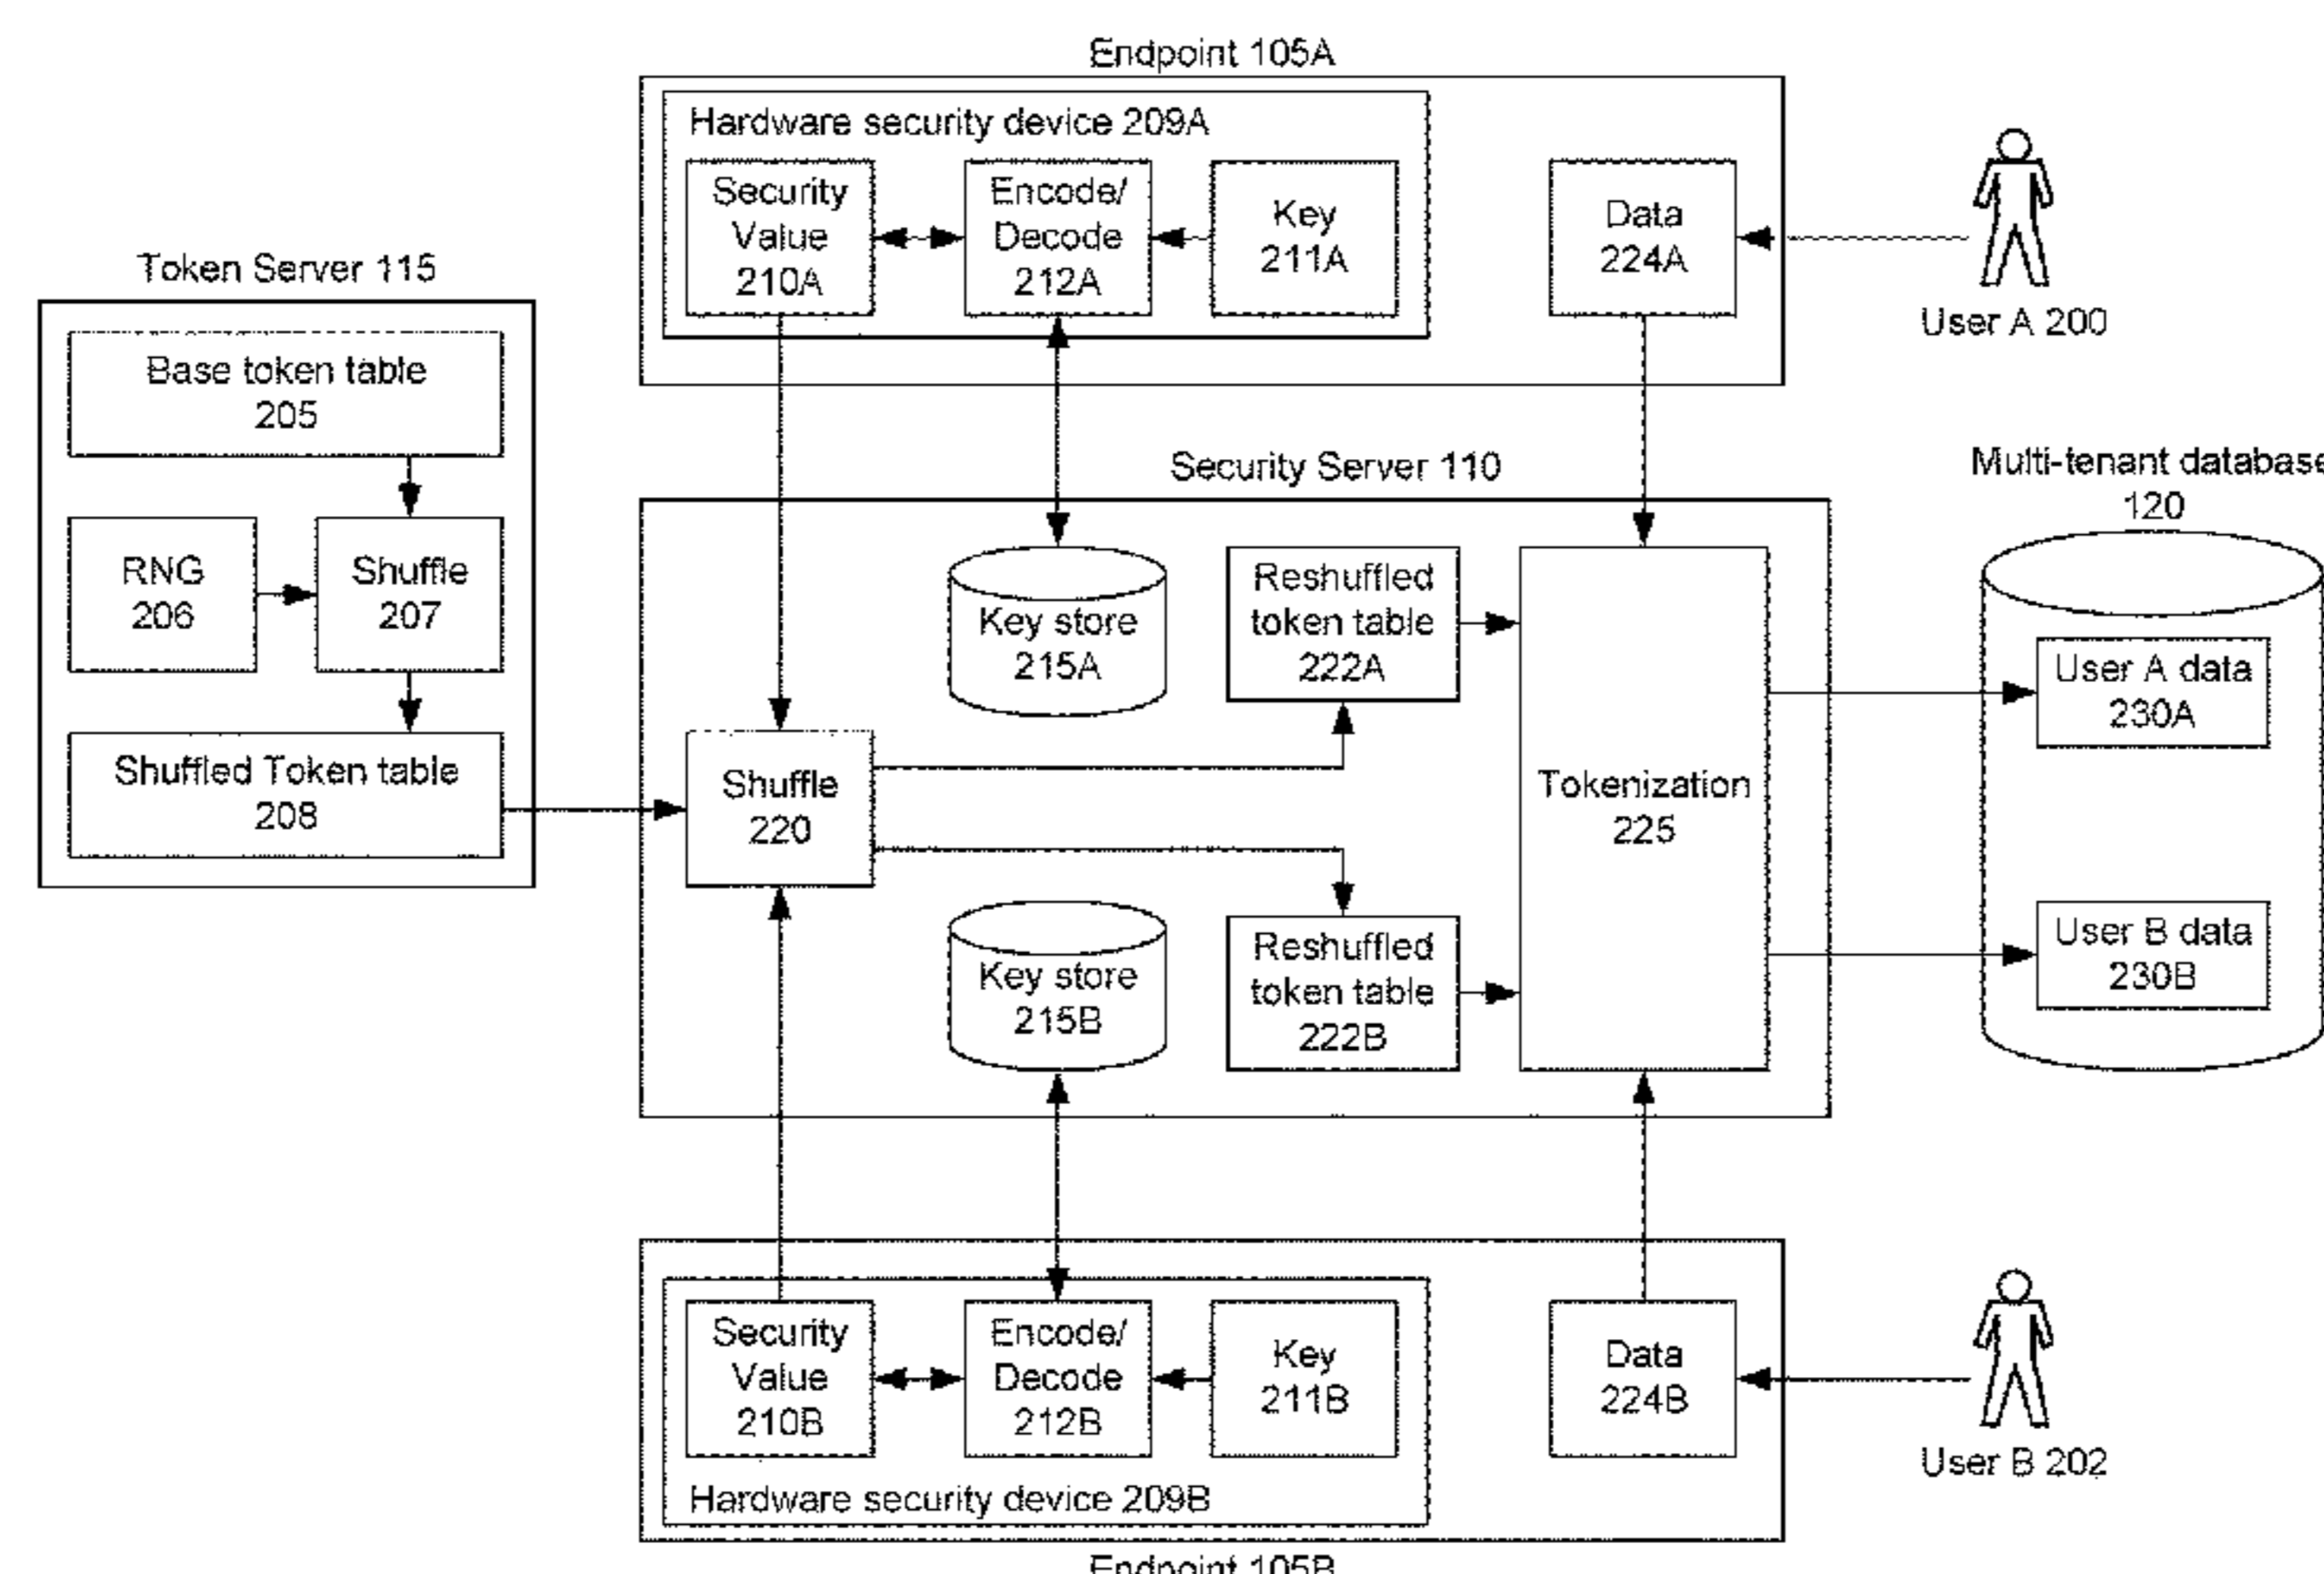 Endpoint 105A
Hardware security device 209A
Security
Value
210A
Encode/
Decode
212A
Key
211A
Data
224A
User A 200
Token Server 115
Base token table
205
RNG
206
Shuffle
207
Shuffled Token table
208
Security Server 110
Key store
215A
Reshuffled
token table
222A
Shuffle
220
Tokenization
225
Key store
215B
Reshuffled
token table
222B
Multi-tenant database
120
User A data
230A
User B data
230B
Security
Value
210B
Encode/
Decode
212B
Key
211B
Data
224B
Hardware security device 209B
User B 202
Endpoint 105B